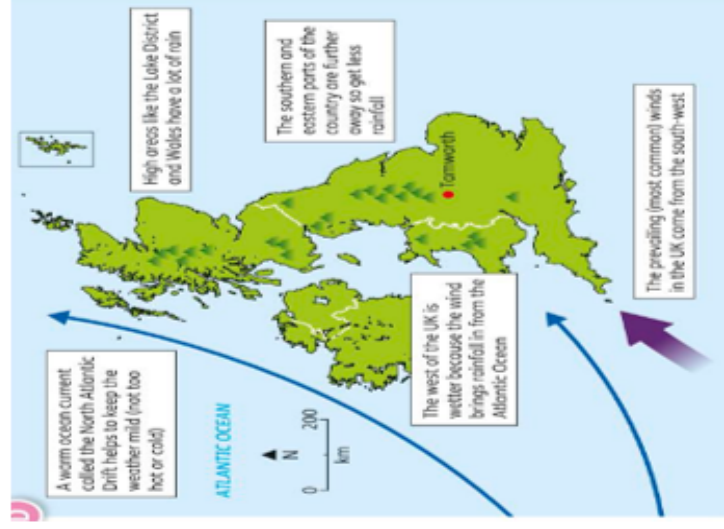 A warm ocean current
called the North Atlantic
Drift helps to keep the
weather mild (not too
hot or cold)
High areas like the Lake District
and Wales have a lot of rain
ATLANTIC OCEAN
N
0 200
km
The southern and
eastern parts of the
country are further
away so get less
rainfall
Tamworth
The west of the UK is
wetter because the wind
brings rainfall in from the
Atlantic Ocean
The prevailing (most common) winds
in the UK come from the south-west